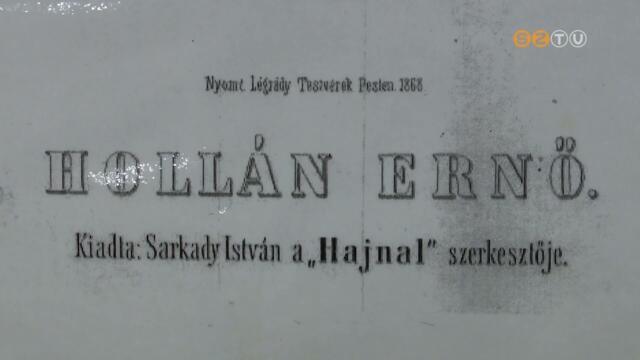 SZTV
Nyomt. Légrády Testvérek Pesten. 1868
HOLLÁN ERNŐ.
Kiadta: Sarkady István a „Hajnal” szerkesztője.